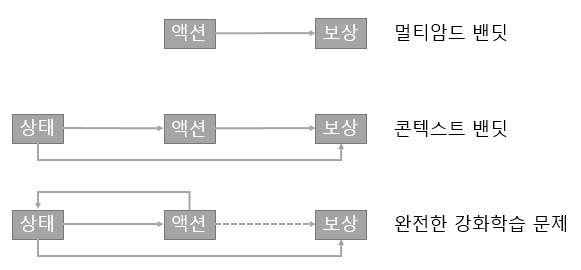 액션 보상 멀티암드 밴딧
상태 액션 보상 콘텍스트 밴딧
상태 액션 보상 완전한 강화학습 문제